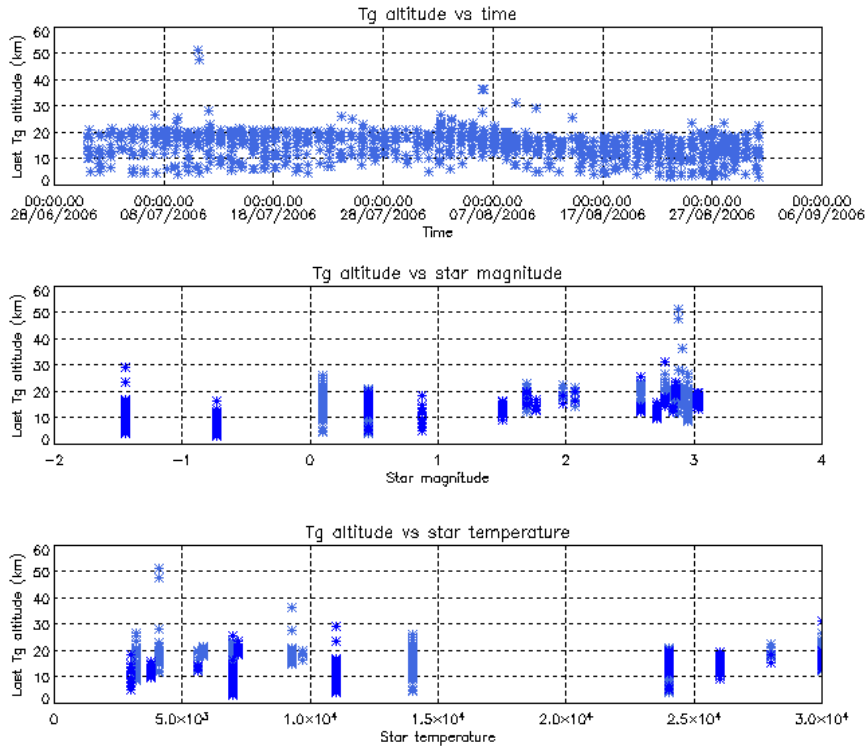 Tg altitude vs time
Last Tg altitude (km)
60
50
40
30
20
10
0
00:00.00 00:00.00 00:00.00 00:00.00 00:00.00 00:00.00 00:00.00 00:00.00
28/06/2006 08/07/2006 18/07/2006 28/07/2006 07/08/2006 17/08/2006 27/08/2006 06/09/2006
Time
Tg altitude vs star magnitude
Last Tg altitude (km)
60
50
40
30
20
10
0
-2 -1 0 1 2 3 4
Star magnitude
Tg altitude vs star temperature
Last Tg altitude (km)
60
50
40
30
20
10
0
0 5.0×10³ 1.0×10⁴ 1.5×10⁴ 2.0×10⁴ 2.5×10⁴ 3.0×10⁴
Star temperature